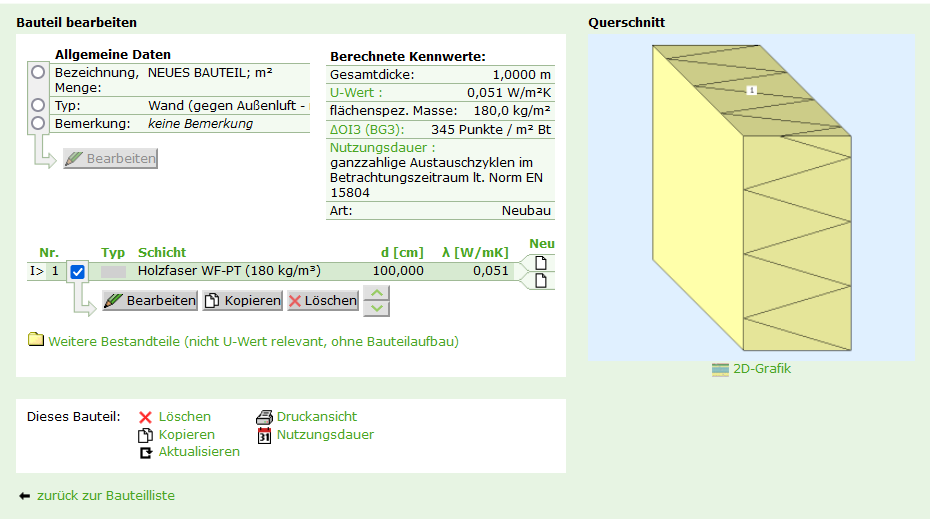 Bauteil bearbeiten
Allgemeine Daten
Bezeichnung, NEUES BAUTEIL; m²
Menge:
Typ: Wand (gegen Außenluft -
Bemerkung: keine Bemerkung
Bearbeiten
Berechnete Kennwerte:
Gesamtdicke: 1,0000 m
U-Wert : 0,051 W/m²K
flächenspez. Masse: 180,0 kg/m²
ΔOI3 (BG3): 345 Punkte / m² Bt
Nutzungsdauer :
ganzzahlige Austauschzyklen im
Betrachtungszeitraum lt. Norm EN
15804
Art: Neubau
Nr. Typ Schicht d [cm] λ [W/mK] Neu
I> 1 Holzfaser WF-PT (180 kg/m³) 100,000 0,051
Bearbeiten Kopieren Löschen
Weitere Bestandteile (nicht U-Wert relevant, ohne Bauteilaufbau)
Dieses Bauteil: Löschen Druckansicht
Kopieren 31 Nutzungsdauer
Aktualisieren
zurück zur Bauteilliste
Querschnitt
1
2D-Grafik